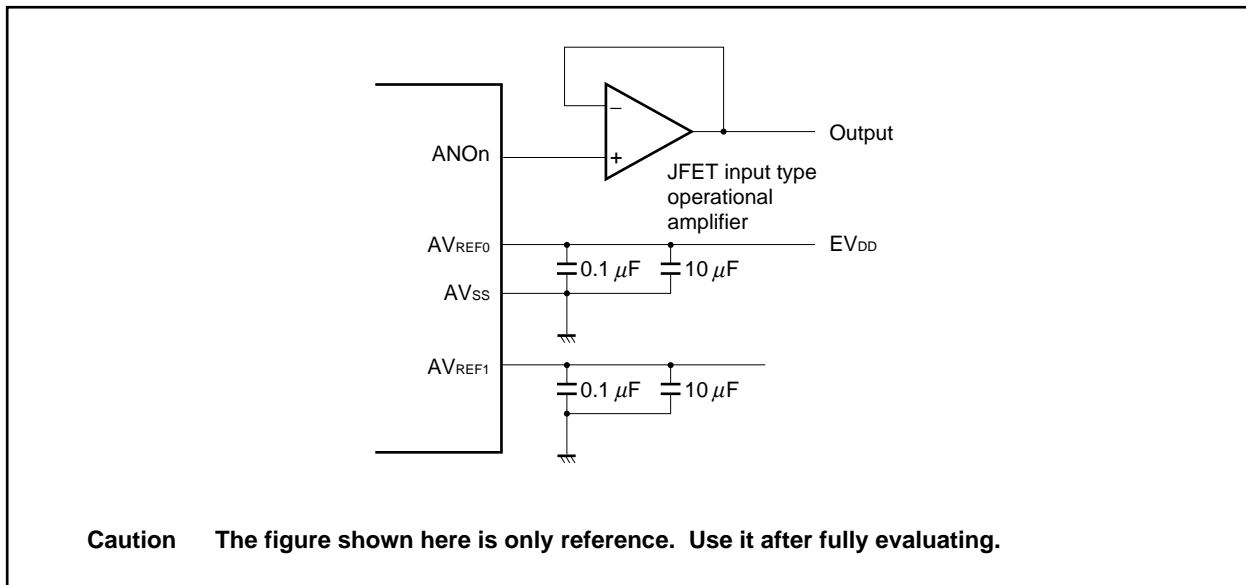 −
ANOn
+
Output
JFET input type
operational
amplifier
AVREF0
EVDD
0.1 μF
10 μF
AVSS
AVREF1
0.1 μF
10 μF
Caution The figure shown here is only reference. Use it after fully evaluating.